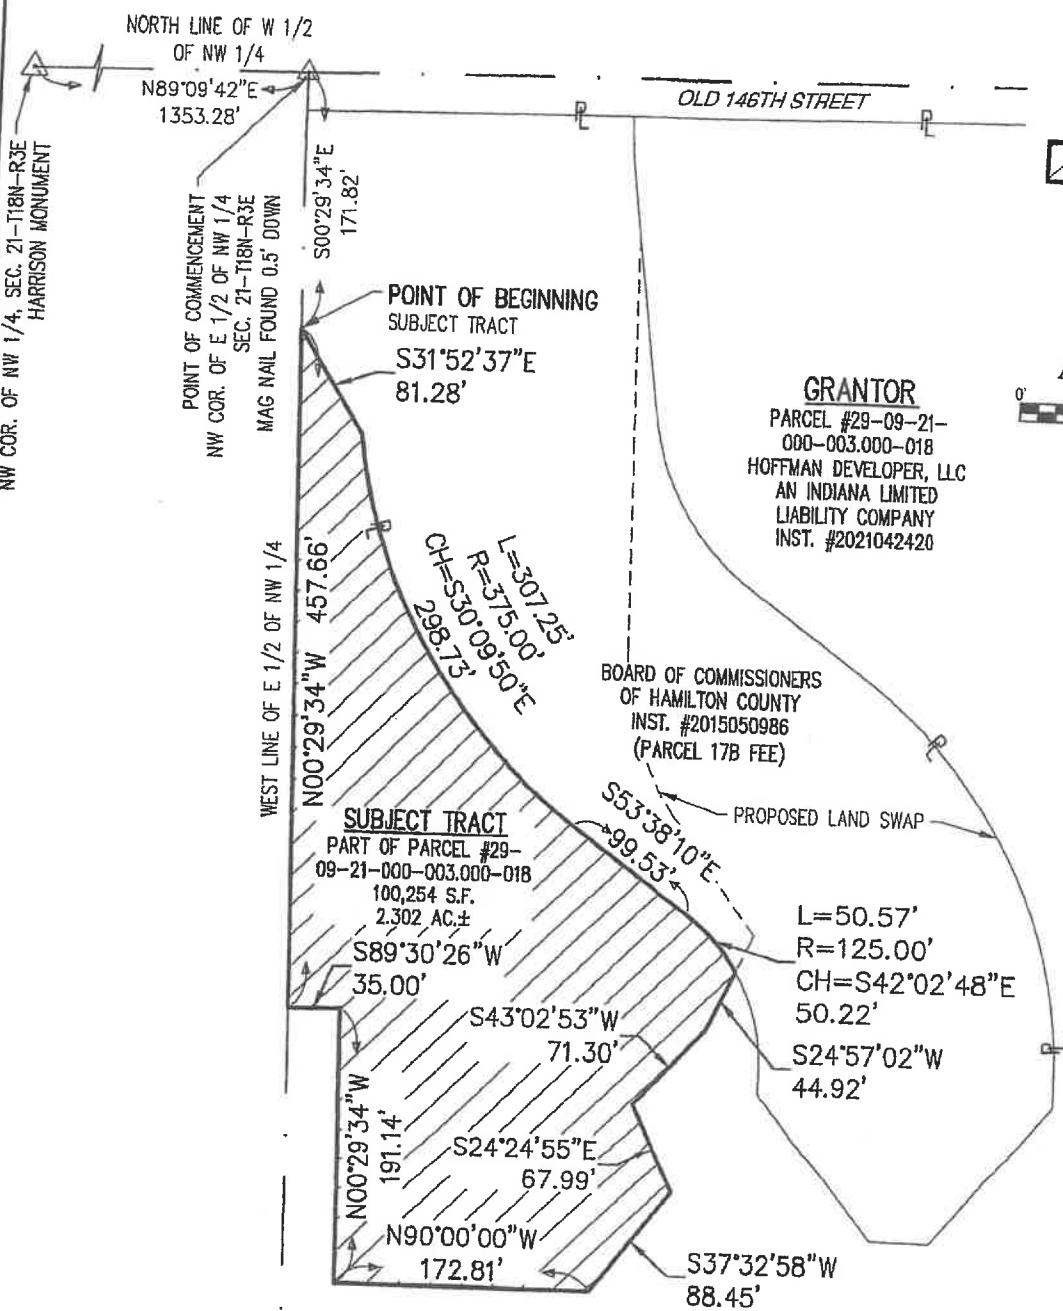 NORTH LINE OF W 1/2
OF NW 1/4
N89°09'42"E
1353.28'
OLD 146TH STREET
NW COR. OF NW 1/4, SEC. 21-T18N-R3E
HARRISON MONUMENT
POINT OF COMMENCEMENT
NW COR. OF E 1/2 OF NW 1/4
SEC. 21-T18N-R3E
MAG NAIL FOUND 0.5' DOWN
S00°29'34"E
171.82'
POINT OF BEGINNING
SUBJECT TRACT
S31°52'37"E
81.28'
GRANTOR
PARCEL #29-09-21-
000-003.000-018
HOFFMAN DEVELOPER, LLC
AN INDIANA LIMITED
LIABILITY COMPANY
INST. #2021042420
0'
L=307.25'
R=375.00'
CH=S30°09'50"E
298.73'
WEST LINE OF E 1/2 OF NW 1/4
N00°29'34"W 457.66'
BOARD OF COMMISSIONERS
OF HAMILTON COUNTY
INST. #2015050986
(PARCEL 17B FEE)
S53°38'10"E
99.53'
PROPOSED LAND SWAP
SUBJECT TRACT
PART OF PARCEL #29-
09-21-000-003.000-018
100,254 S.F.
2.302 AC.±
L=50.57'
R=125.00'
CH=S42°02'48"E
50.22'
S89°30'26"W
35.00'
S43°02'53"W
71.30'
S24°57'02"W
44.92'
N00°29'34"W
191.14'
S24°24'55"E
67.99'
N90°00'00"W
172.81'
S37°32'58"W
88.45'
PL
PL
PL
PL
PL